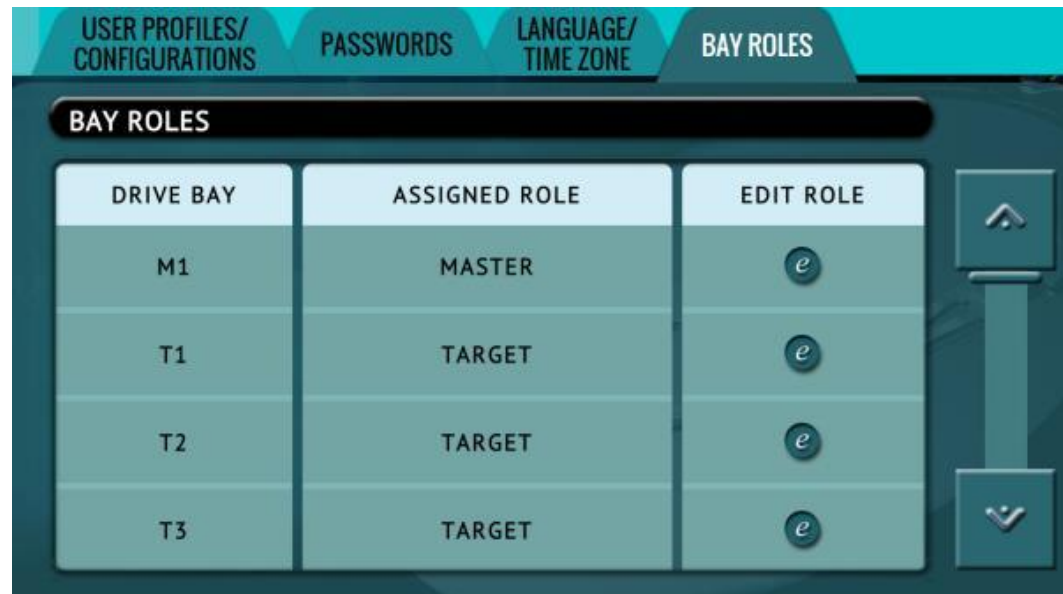 USER PROFILES/
CONFIGURATIONS
PASSWORDS
LANGUAGE/
TIME ZONE
BAY ROLES
BAY ROLES
DRIVE BAY ASSIGNED ROLE EDIT ROLE
M1 MASTER e
T1 TARGET e
T2 TARGET e
T3 TARGET e